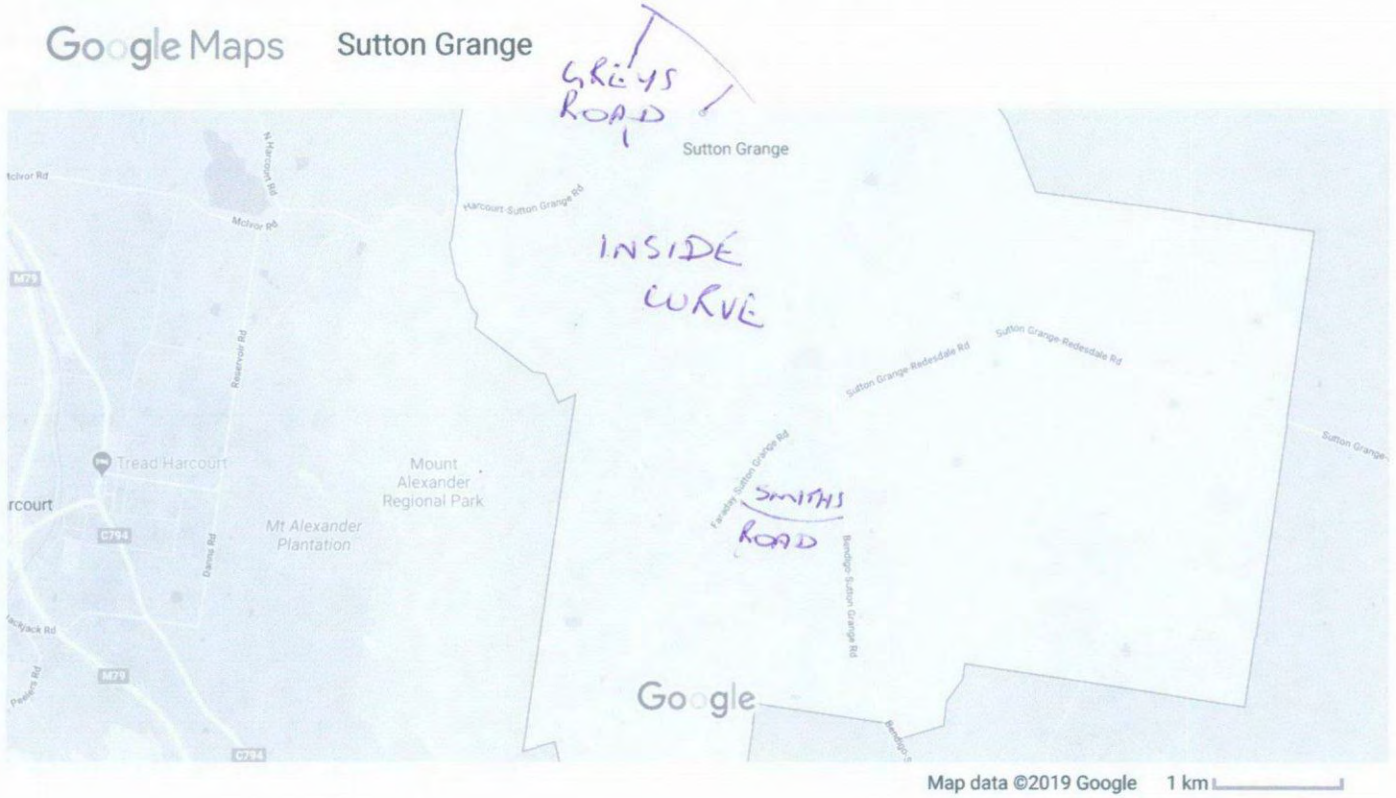 Google Maps Sutton Grange
GREYS
ROAD
Sutton Grange
N Harcourt Rd
McIvor Rd
McIvor Rd
Harcourt-Sutton Grange Rd
INSIDE
CURVE
M79
Reservoir Rd
Sutton Grange-Redesdale Rd
Sutton Grange-Redesdale Rd
Sutton Grange-
Faraday-Sutton Grange Rd
Tread Harcourt
Mount
Alexander
Regional Park
SMITHS
ROAD
rcourt
C794
Mt Alexander
Plantation
Danns Rd
Bendigo-Sutton Grange Rd
Blackjack Rd
Peelers Rd
M79
Google
Bendigo-S
C794
Map data ©2019 Google 1 km